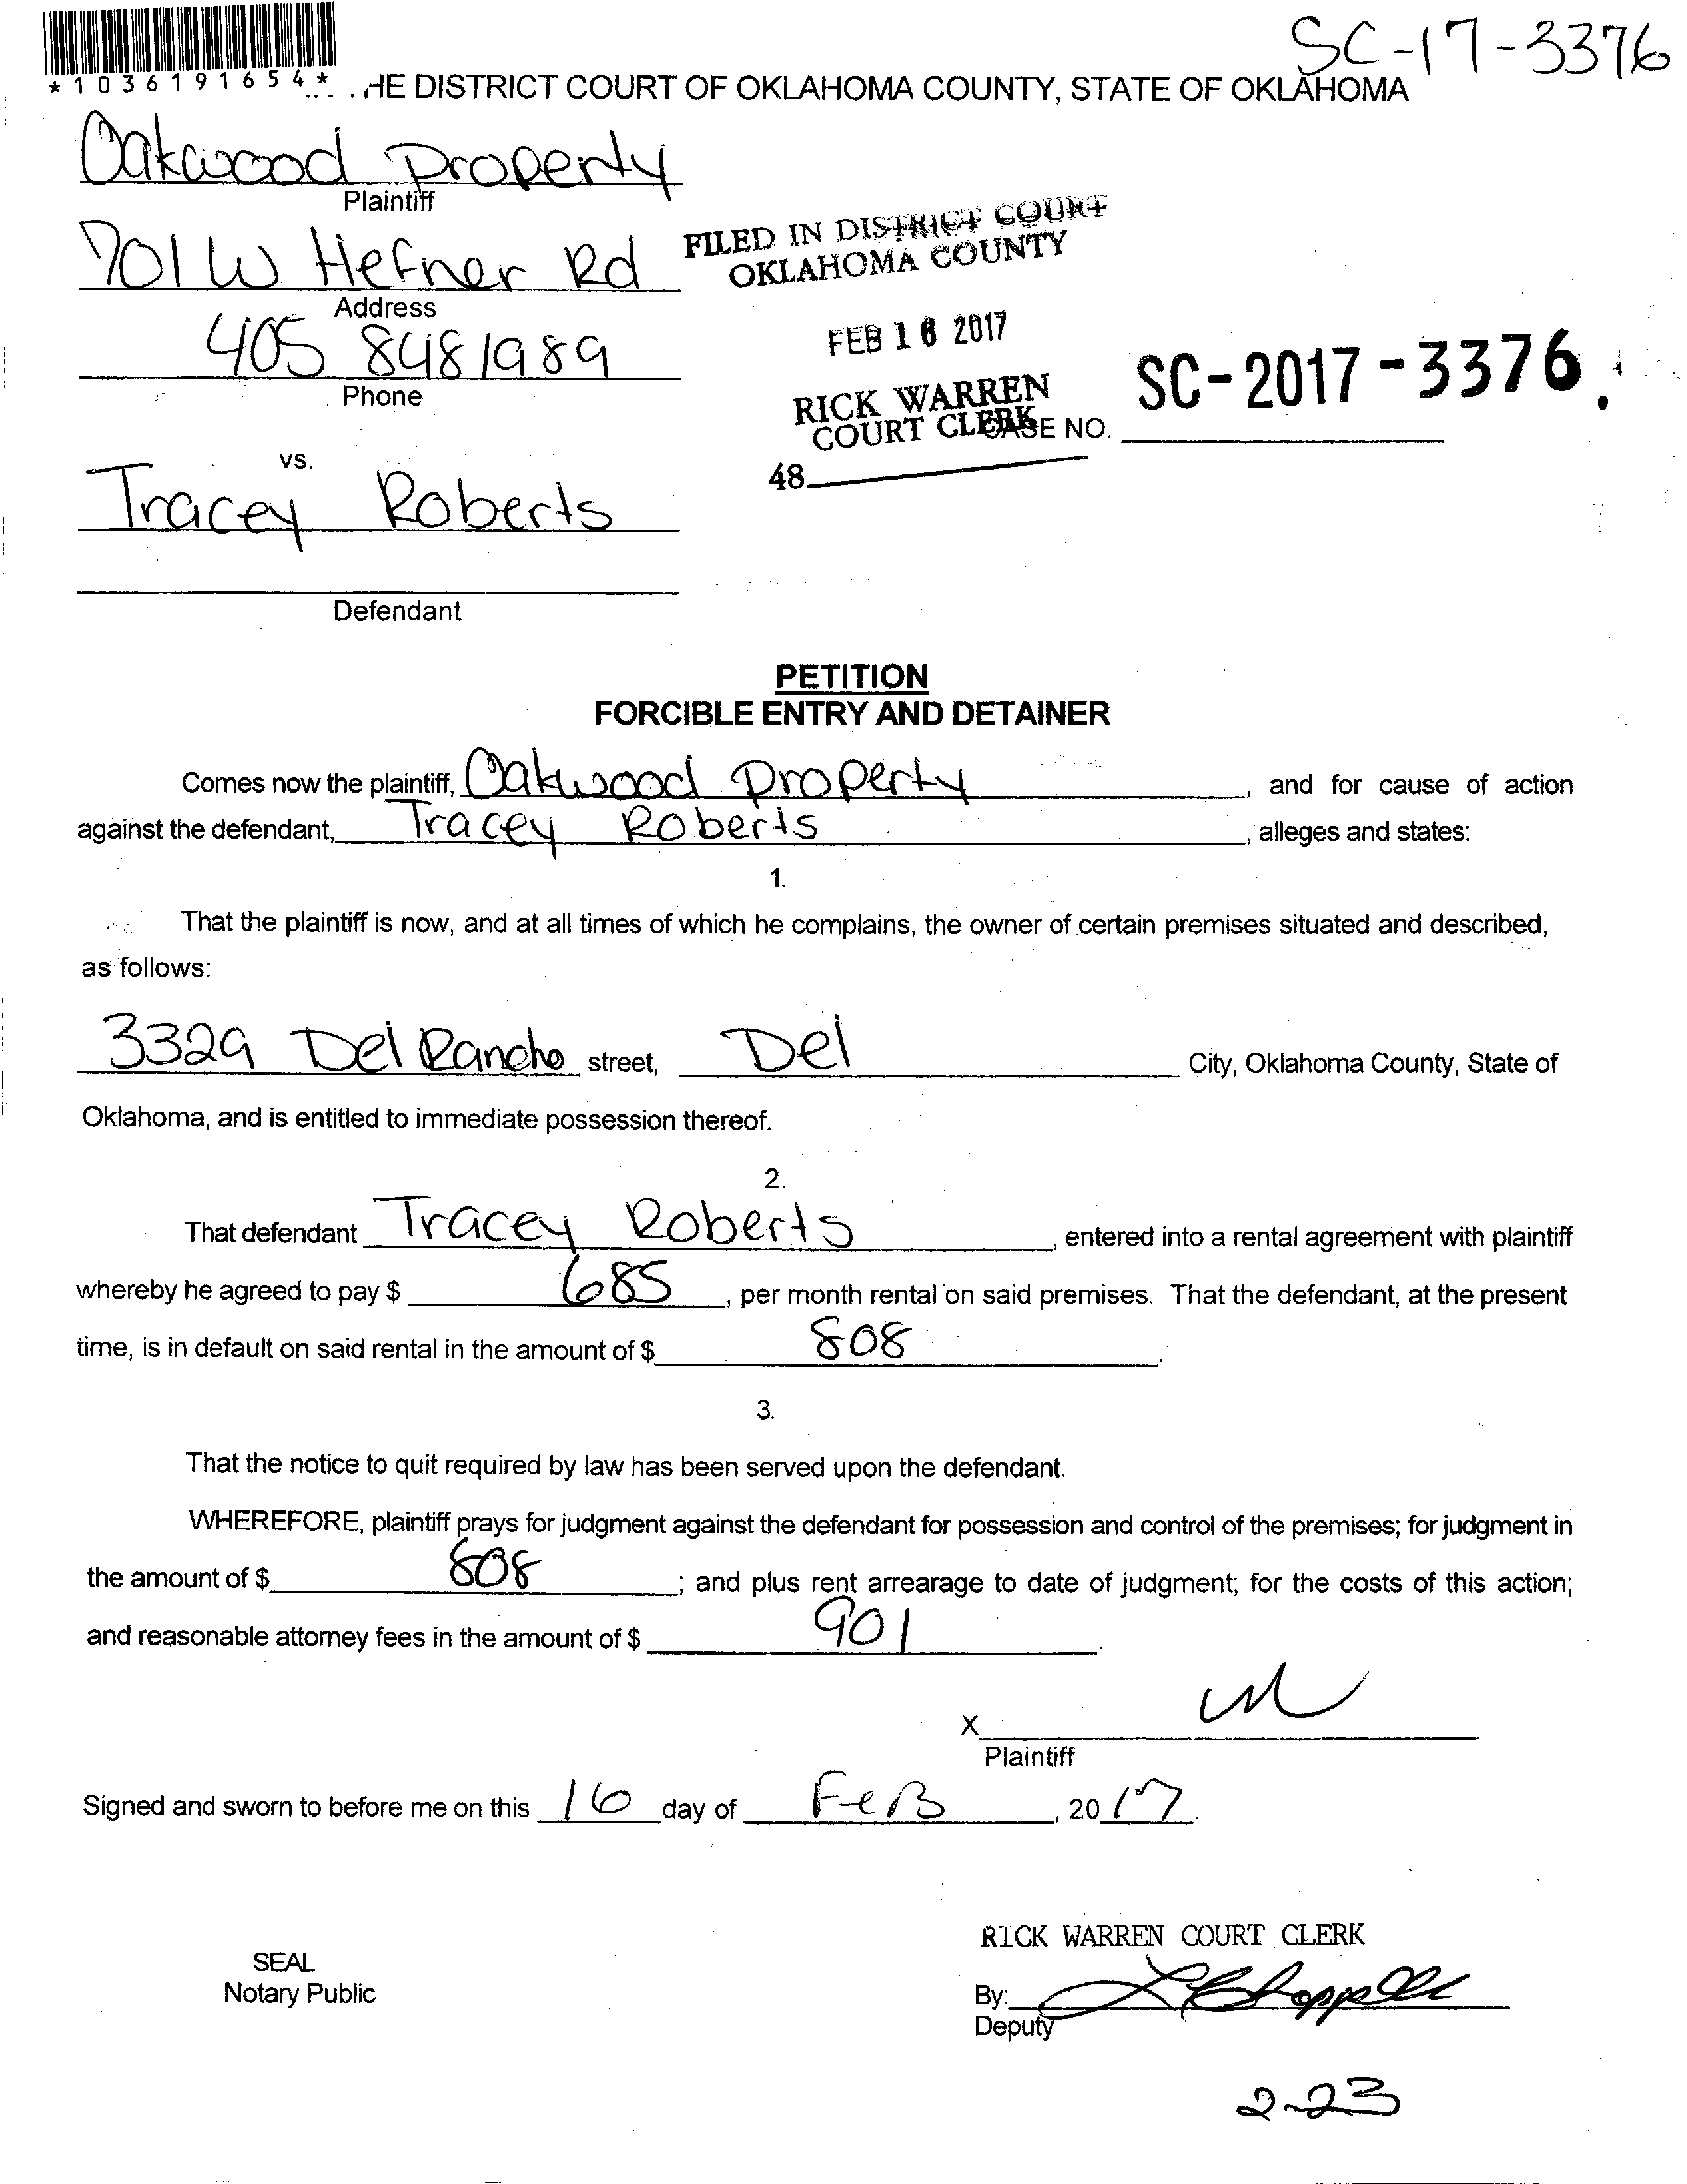 SC-17-3376
*1036191654* . HE DISTRICT COURT OF OKLAHOMA COUNTY, STATE OF OKLAHOMA
Oakwood Property
Plaintiff
701 W Hefner Rd
Address
405 848 1989
Phone
FILED IN DISTRICT COURT
OKLAHOMA COUNTY
FEB 16 2017
RICK WARREN
COURT CLERK
48
CASE NO. SC-2017-3376.
vs.
Tracey Roberts
Defendant
PETITION
FORCIBLE ENTRY AND DETAINER
Comes now the plaintiff, Oakwood Property, and for cause of action
against the defendant, Tracey Roberts, alleges and states:
1.
That the plaintiff is now, and at all times of which he complains, the owner of certain premises situated and described,
as follows:
3329 Del Rancho street, Del City, Oklahoma County, State of
Oklahoma, and is entitled to immediate possession thereof.
2.
That defendant Tracey Roberts, entered into a rental agreement with plaintiff
whereby he agreed to pay $ 685, per month rental on said premises. That the defendant, at the present
time, is in default on said rental in the amount of $ 808.
3.
That the notice to quit required by law has been served upon the defendant.
WHEREFORE, plaintiff prays for judgment against the defendant for possession and control of the premises; for judgment in
the amount of $ 808; and plus rent arrearage to date of judgment; for the costs of this action;
and reasonable attorney fees in the amount of $ 901.
X
Plaintiff
Signed and sworn to before me on this 16 day of FeB, 2017.
RICK WARREN COURT CLERK
SEAL
Notary Public
By:
Deputy
2-23